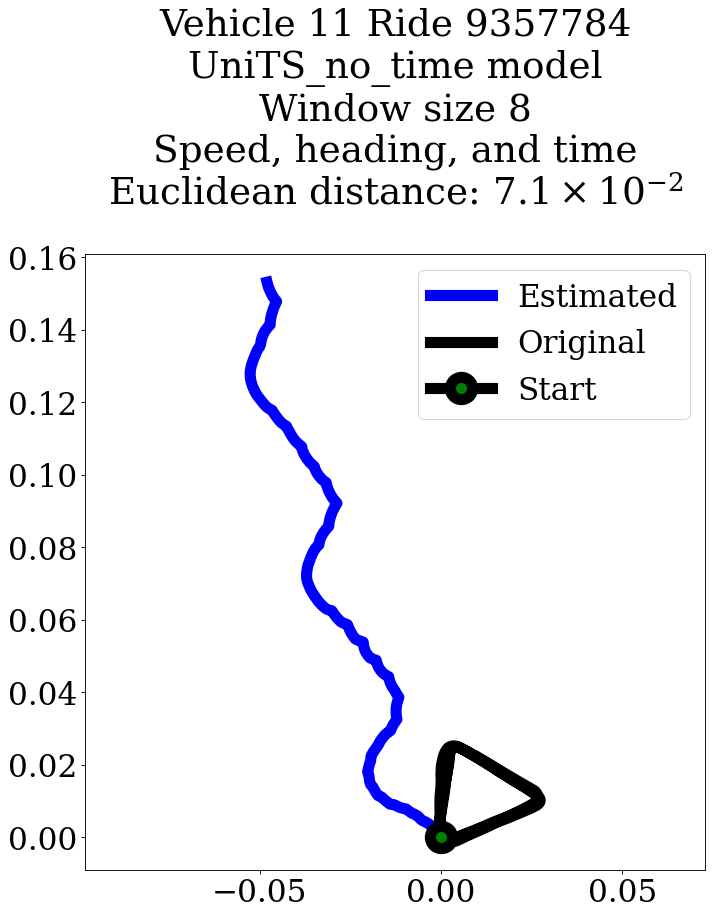 Vehicle 11 Ride 9357784
UniTS_no_time model
Window size 8
Speed, heading, and time
Euclidean distance: 7.1 × 10⁻²
0.16
0.14
0.12
0.10
0.08
0.06
0.04
0.02
0.00
Estimated
Original
Start
−0.05
0.00
0.05